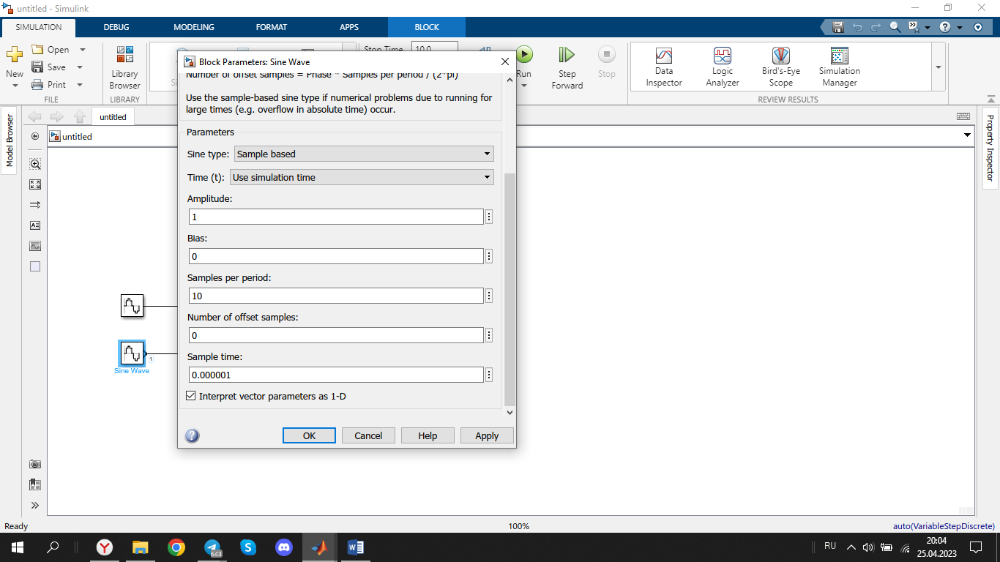 untitled - Simulink
SIMULATION DEBUG MODELING FORMAT APPS BLOCK
New
Open
Save
Print
FILE
Library
Browser
LIBRARY
Stop Time 10.0
Run
Step
Forward
Stop
Data
Inspector
Logic
Analyzer
Bird's-Eye
Scope
Simulation
Manager
REVIEW RESULTS
Model Browser
untitled
untitled
Property Inspector
Sine Wave
1
Block Parameters: Sine Wave
Number of offset samples = Phase * Samples per period / (2*pi)
Use the sample-based sine type if numerical problems due to running for
large times (e.g. overflow in absolute time) occur.
Parameters
Sine type: Sample based
Time (t): Use simulation time
Amplitude:
1
Bias:
0
Samples per period:
10
Number of offset samples:
0
Sample time:
0.000001
Interpret vector parameters as 1-D
OK Cancel Help Apply
Ready 100% auto(VariableStepDiscrete)
643
RU
20:04
25.04.2023